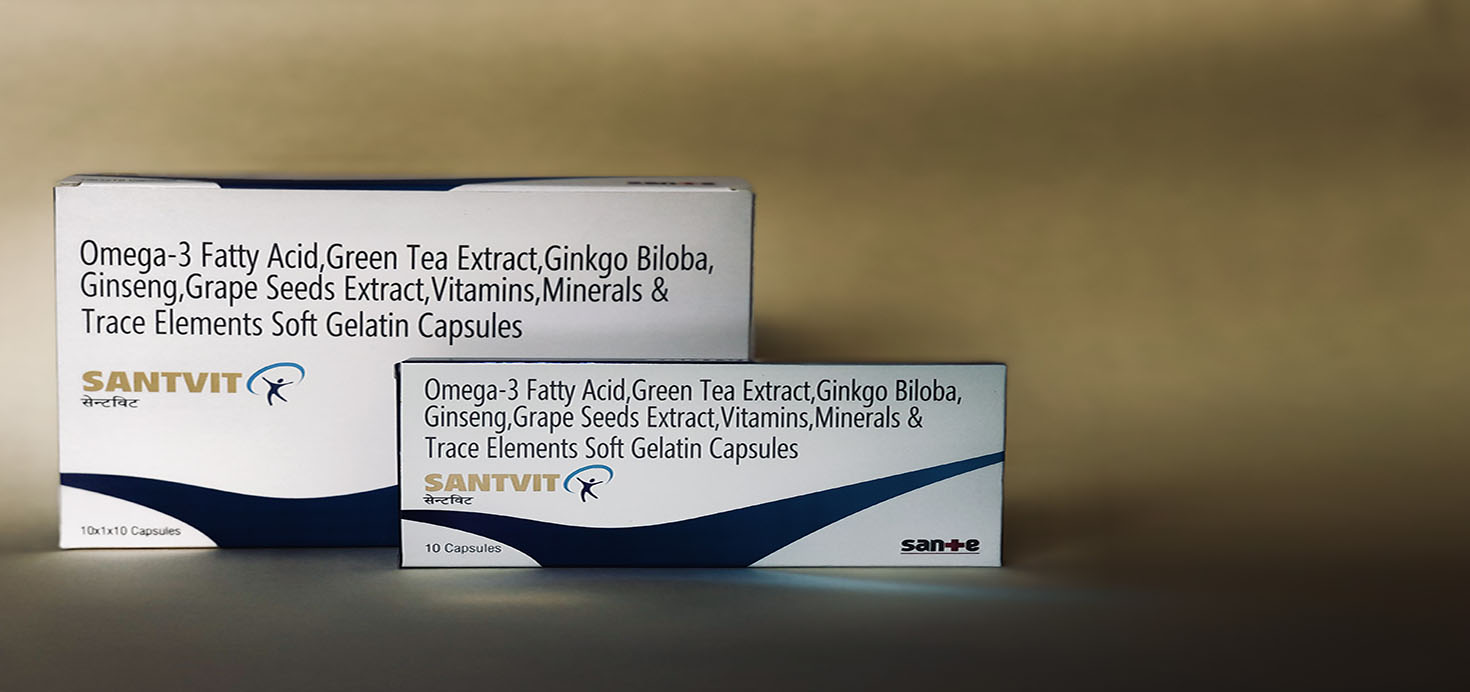 sante
Omega-3 Fatty Acid,Green Tea Extract,Ginkgo Biloba,
Ginseng,Grape Seeds Extract,Vitamins,Minerals &
Trace Elements Soft Gelatin Capsules
SANTVIT
सेन्टविट
10x1x10 Capsules
Omega-3 Fatty Acid,Green Tea Extract,Ginkgo Biloba,
Ginseng,Grape Seeds Extract,Vitamins,Minerals &
Trace Elements Soft Gelatin Capsules
SANTVIT
सेन्टविट
10 Capsules
sante